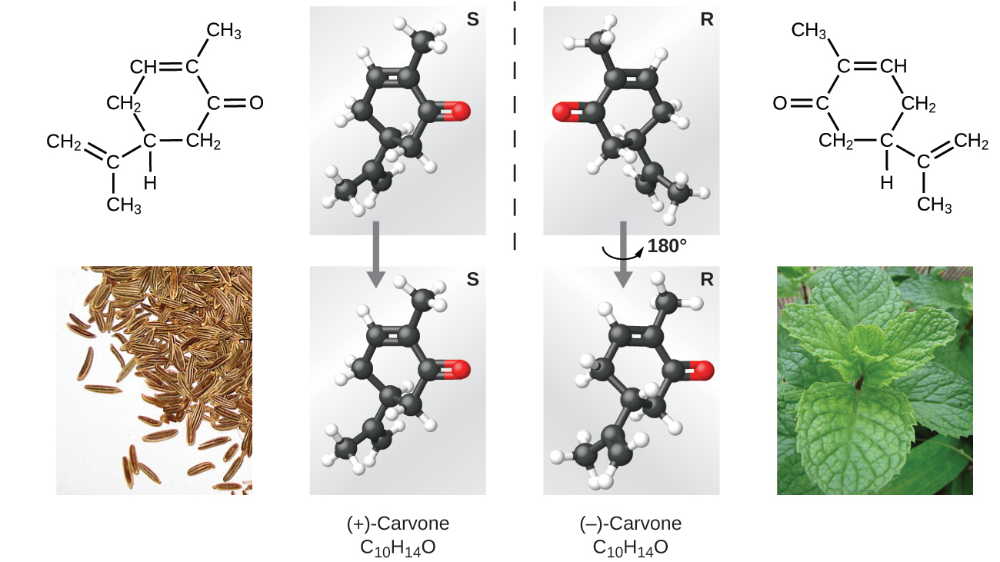 CH₃
CH
C
CH₂
C
O
CH₂
C
CH₂
C
H
CH₃
S
R
CH₃
C
CH
O
C
CH₂
CH₂
C
CH₂
C
H
CH₃
180°
S
R
(+)-Carvone
C₁₀H₁₄O
(–)-Carvone
C₁₀H₁₄O